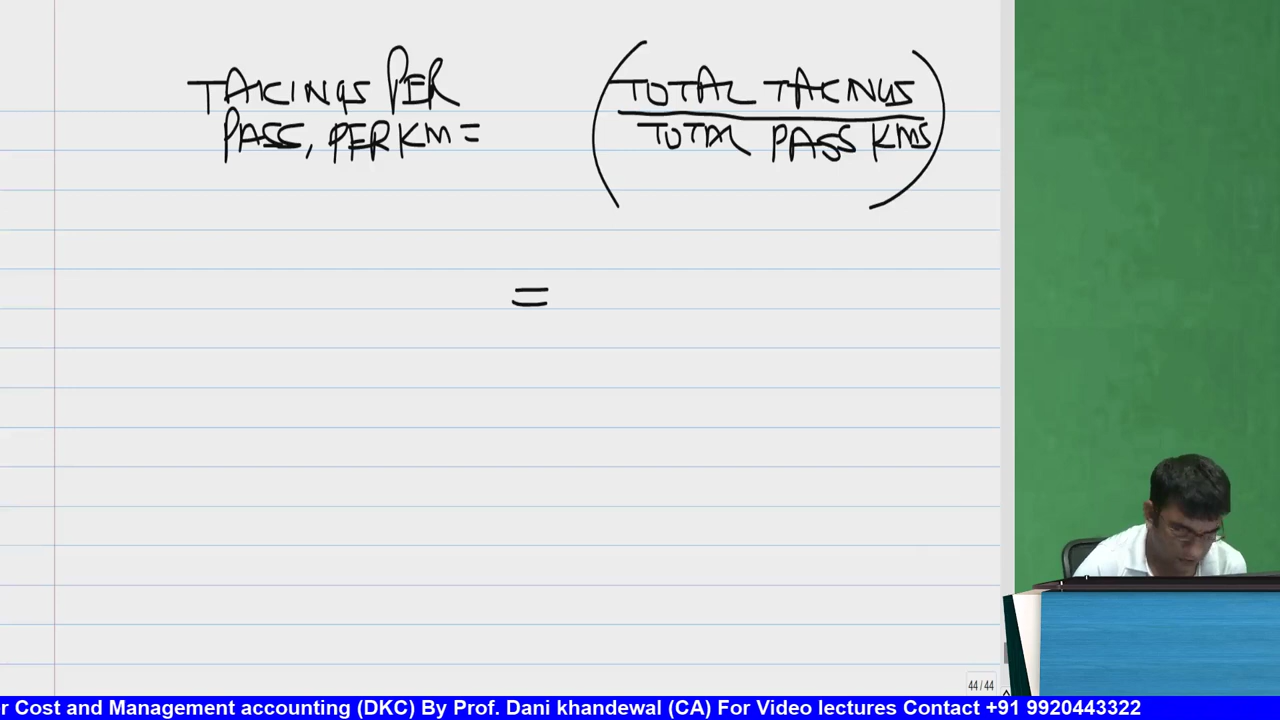 TAKINGS PER
PASS, PER KM =
TOTAL TAKINGS
TOTAL PASS KMS
=
44 / 44
r Cost and Management accounting (DKC) By Prof. Dani khandewal (CA) For Video lectures Contact +91 9920443322